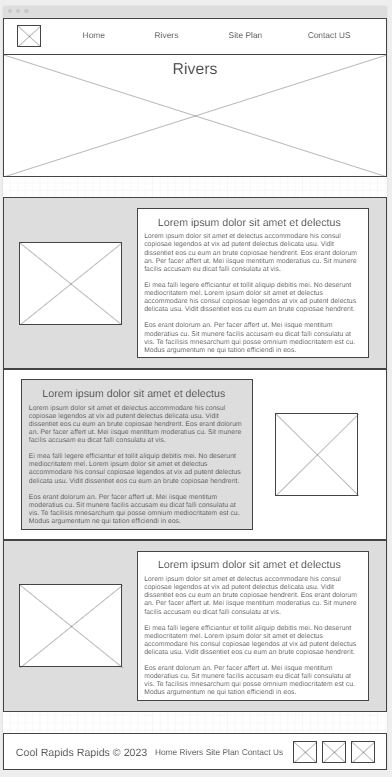 Home Rivers Site Plan Contact US
Rivers
Lorem ipsum dolor sit amet et delectus
Lorem ipsum dolor sit amet et delectus accommodare his consul
copiosae legendos at vix ad putent delectus delicata usu. Vidit
dissentiet eos cu eum an brute copiosae hendrerit. Eos erant dolorum
an. Per facer affert ut. Mei iisque mentitum moderatius cu. Sit munere
facilis accusam eu dicat falli consulatu at vis.
Ei mea falli legere efficiantur et tollit aliquip debitis mei. No deserunt
mediocritatem mei. Lorem ipsum dolor sit amet et delectus
accommodare his consul copiosae legendos at vix ad putent delectus
delicata usu. Vidit dissentiet eos cu eum an brute copiosae hendrerit.
Eos erant dolorum an. Per facer affert ut. Mei iisque mentitum
moderatius cu. Sit munere facilis accusam eu dicat falli consulatu at
vis. Te facilisis mnesarchum qui posse omnium mediocritatem est cu.
Modus argumentum ne qui tation efficiendi in eos.
Lorem ipsum dolor sit amet et delectus
Lorem ipsum dolor sit amet et delectus accommodare his consul
copiosae legendos at vix ad putent delectus delicata usu. Vidit
dissentiet eos cu eum an brute copiosae hendrerit. Eos erant dolorum
an. Per facer affert ut. Mei iisque mentitum moderatius cu. Sit munere
facilis accusam eu dicat falli consulatu at vis.
Ei mea falli legere efficiantur et tollit aliquip debitis mei. No deserunt
mediocritatem mei. Lorem ipsum dolor sit amet et delectus
accommodare his consul copiosae legendos at vix ad putent delectus
delicata usu. Vidit dissentiet eos cu eum an brute copiosae hendrerit.
Eos erant dolorum an. Per facer affert ut. Mei iisque mentitum
moderatius cu. Sit munere facilis accusam eu dicat falli consulatu at
vis. Te facilisis mnesarchum qui posse omnium mediocritatem est cu.
Modus argumentum ne qui tation efficiendi in eos.
Lorem ipsum dolor sit amet et delectus
Lorem ipsum dolor sit amet et delectus accommodare his consul
copiosae legendos at vix ad putent delectus delicata usu. Vidit
dissentiet eos cu eum an brute copiosae hendrerit. Eos erant dolorum
an. Per facer affert ut. Mei iisque mentitum moderatius cu. Sit munere
facilis accusam eu dicat falli consulatu at vis.
Ei mea falli legere efficiantur et tollit aliquip debitis mei. No deserunt
mediocritatem mei. Lorem ipsum dolor sit amet et delectus
accommodare his consul copiosae legendos at vix ad putent delectus
delicata usu. Vidit dissentiet eos cu eum an brute copiosae hendrerit.
Eos erant dolorum an. Per facer affert ut. Mei iisque mentitum
moderatius cu. Sit munere facilis accusam eu dicat falli consulatu at
vis. Te facilisis mnesarchum qui posse omnium mediocritatem est cu.
Modus argumentum ne qui tation efficiendi in eos.
Cool Rapids Rapids © 2023 Home Rivers Site Plan Contact Us